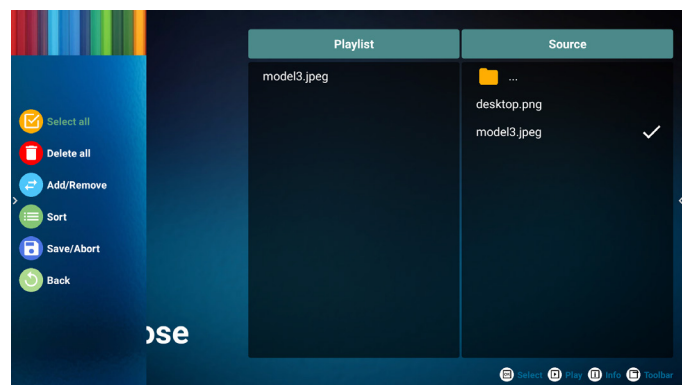 Select all
Delete all
Add/Remove
Sort
Save/Abort
Back
ose
Playlist
model3.jpeg
Source
...
desktop.png
model3.jpeg
Select Play Info Toolbar